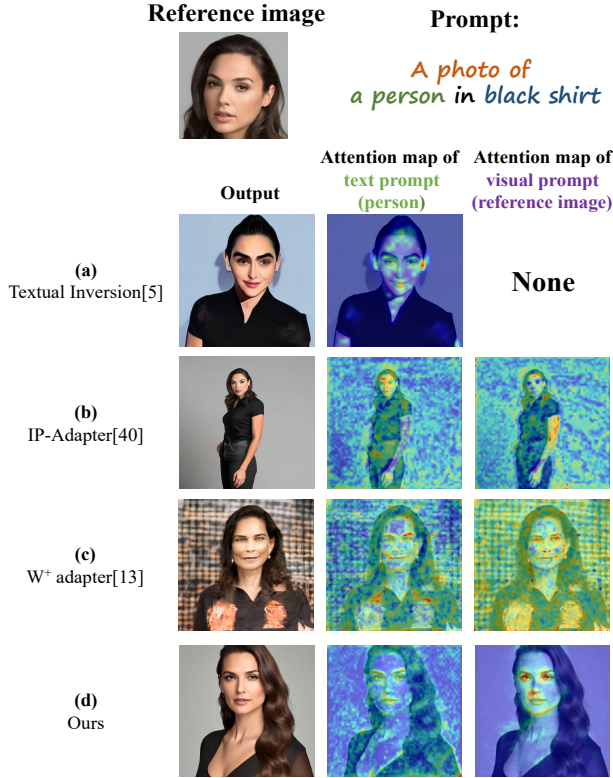 Reference image
Prompt:
A photo of
a person in black shirt
Output
Attention map of
text prompt
(person)
Attention map of
visual prompt
(reference image)
(a)
Textual Inversion[5]
None
(b)
IP-Adapter[40]
(c)
W⁺ adapter[13]
(d)
Ours